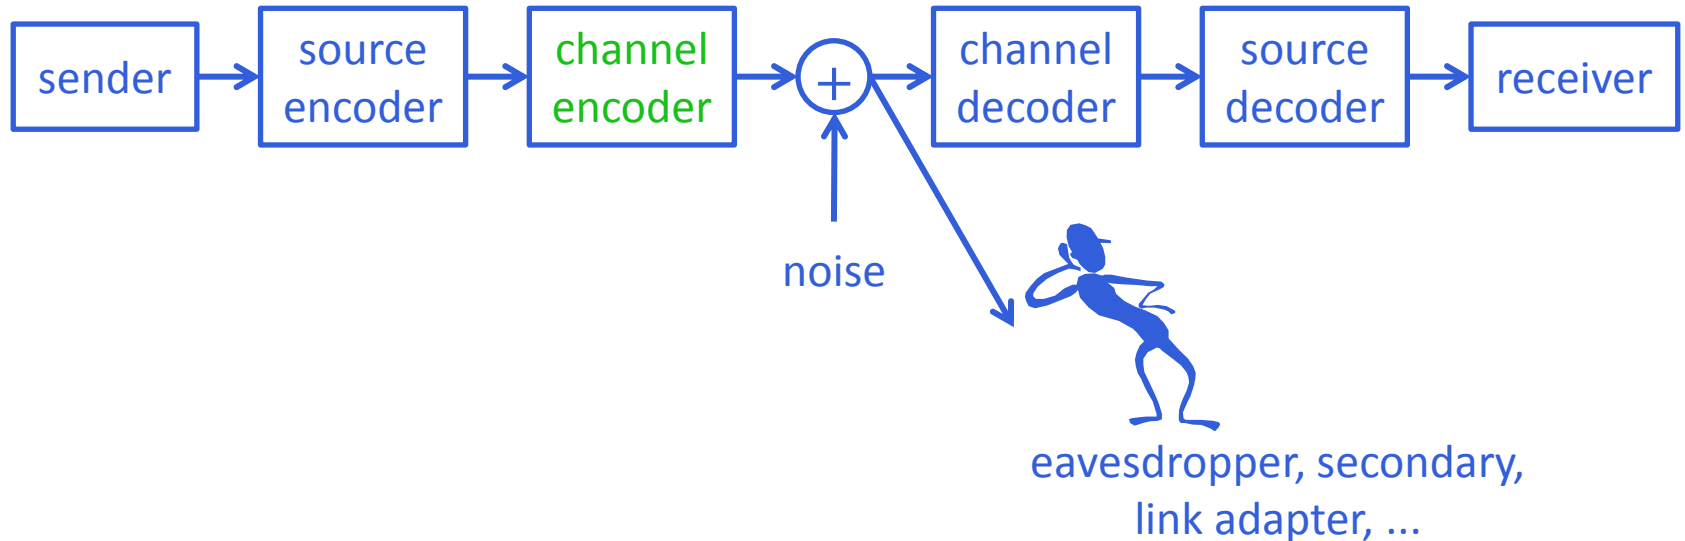 sender
source
encoder
channel
encoder
+
noise
channel
decoder
source
decoder
receiver
eavesdropper, secondary,
link adapter, ...